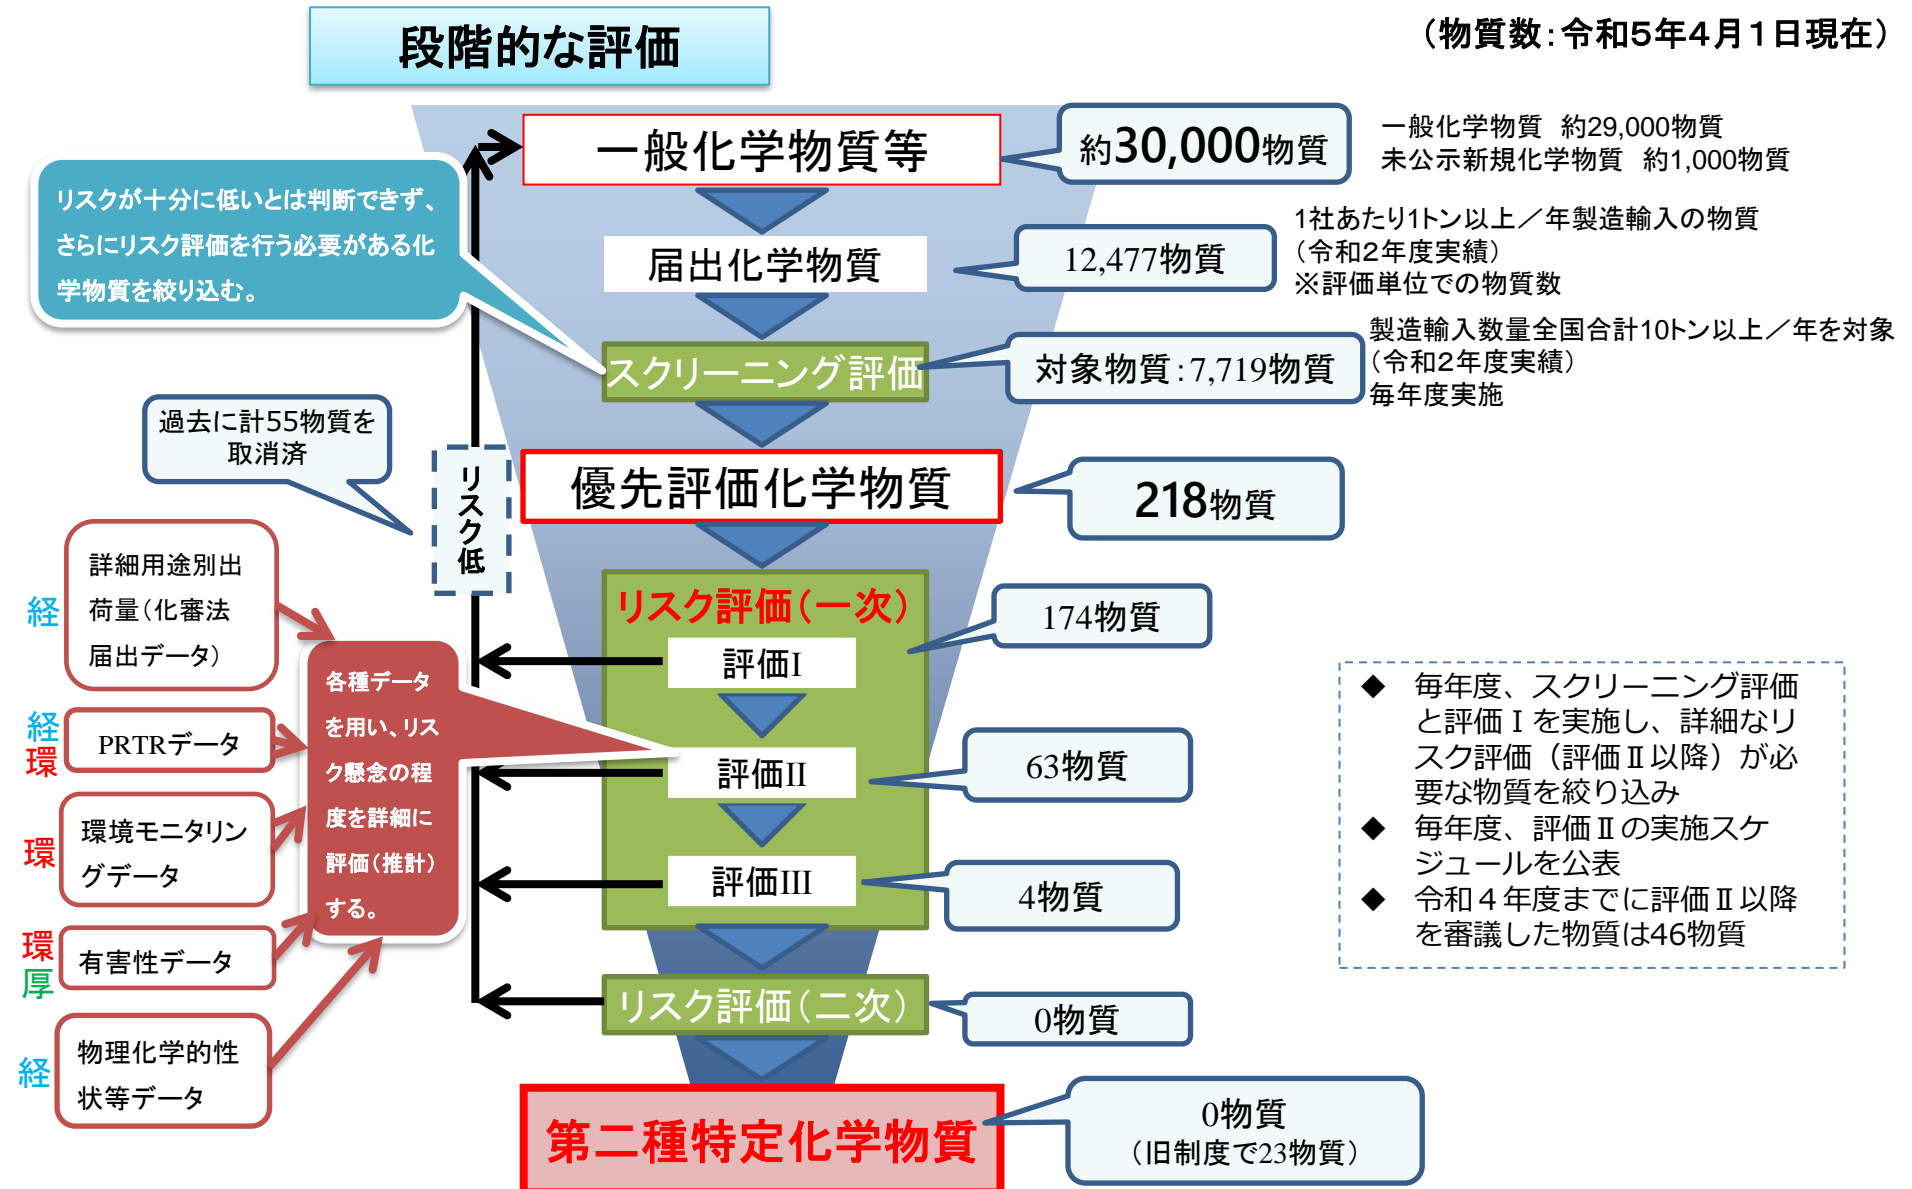 段階的な評価
（物質数：令和5年4月1日現在）
一般化学物質等
約30,000物質
一般化学物質　約29,000物質
未公示新規化学物質　約1,000物質
リスクが十分に低いとは判断できず、
さらにリスク評価を行う必要がある化
学物質を絞り込む。
届出化学物質
12,477物質
1社あたり1トン以上／年製造輸入の物質
（令和2年度実績）
※評価単位での物質数
スクリーニング評価
対象物質：7,719物質
製造輸入数量全国合計10トン以上／年を対象
（令和2年度実績）
毎年度実施
過去に計55物質を
取消済
リスク低
優先評価化学物質
218物質
リスク評価（一次）
174物質
評価I
評価II
63物質
評価III
4物質
リスク評価（二次）
0物質
第二種特定化学物質
0物質
（旧制度で23物質）
経
詳細用途別出
荷量（化審法
届出データ）
経
環
PRTRデータ
環
環境モニタリン
グデータ
環
厚
有害性データ
経
物理化学的性
状等データ
各種データ
を用い、リス
ク懸念の程
度を詳細に
評価（推計）
する。
◆　毎年度、スクリーニング評価
と評価Ⅰを実施し、詳細なリ
スク評価（評価Ⅱ以降）が必
要な物質を絞り込み
◆　毎年度、評価Ⅱの実施スケ
ジュールを公表
◆　令和４年度までに評価Ⅱ以降
を審議した物質は46物質